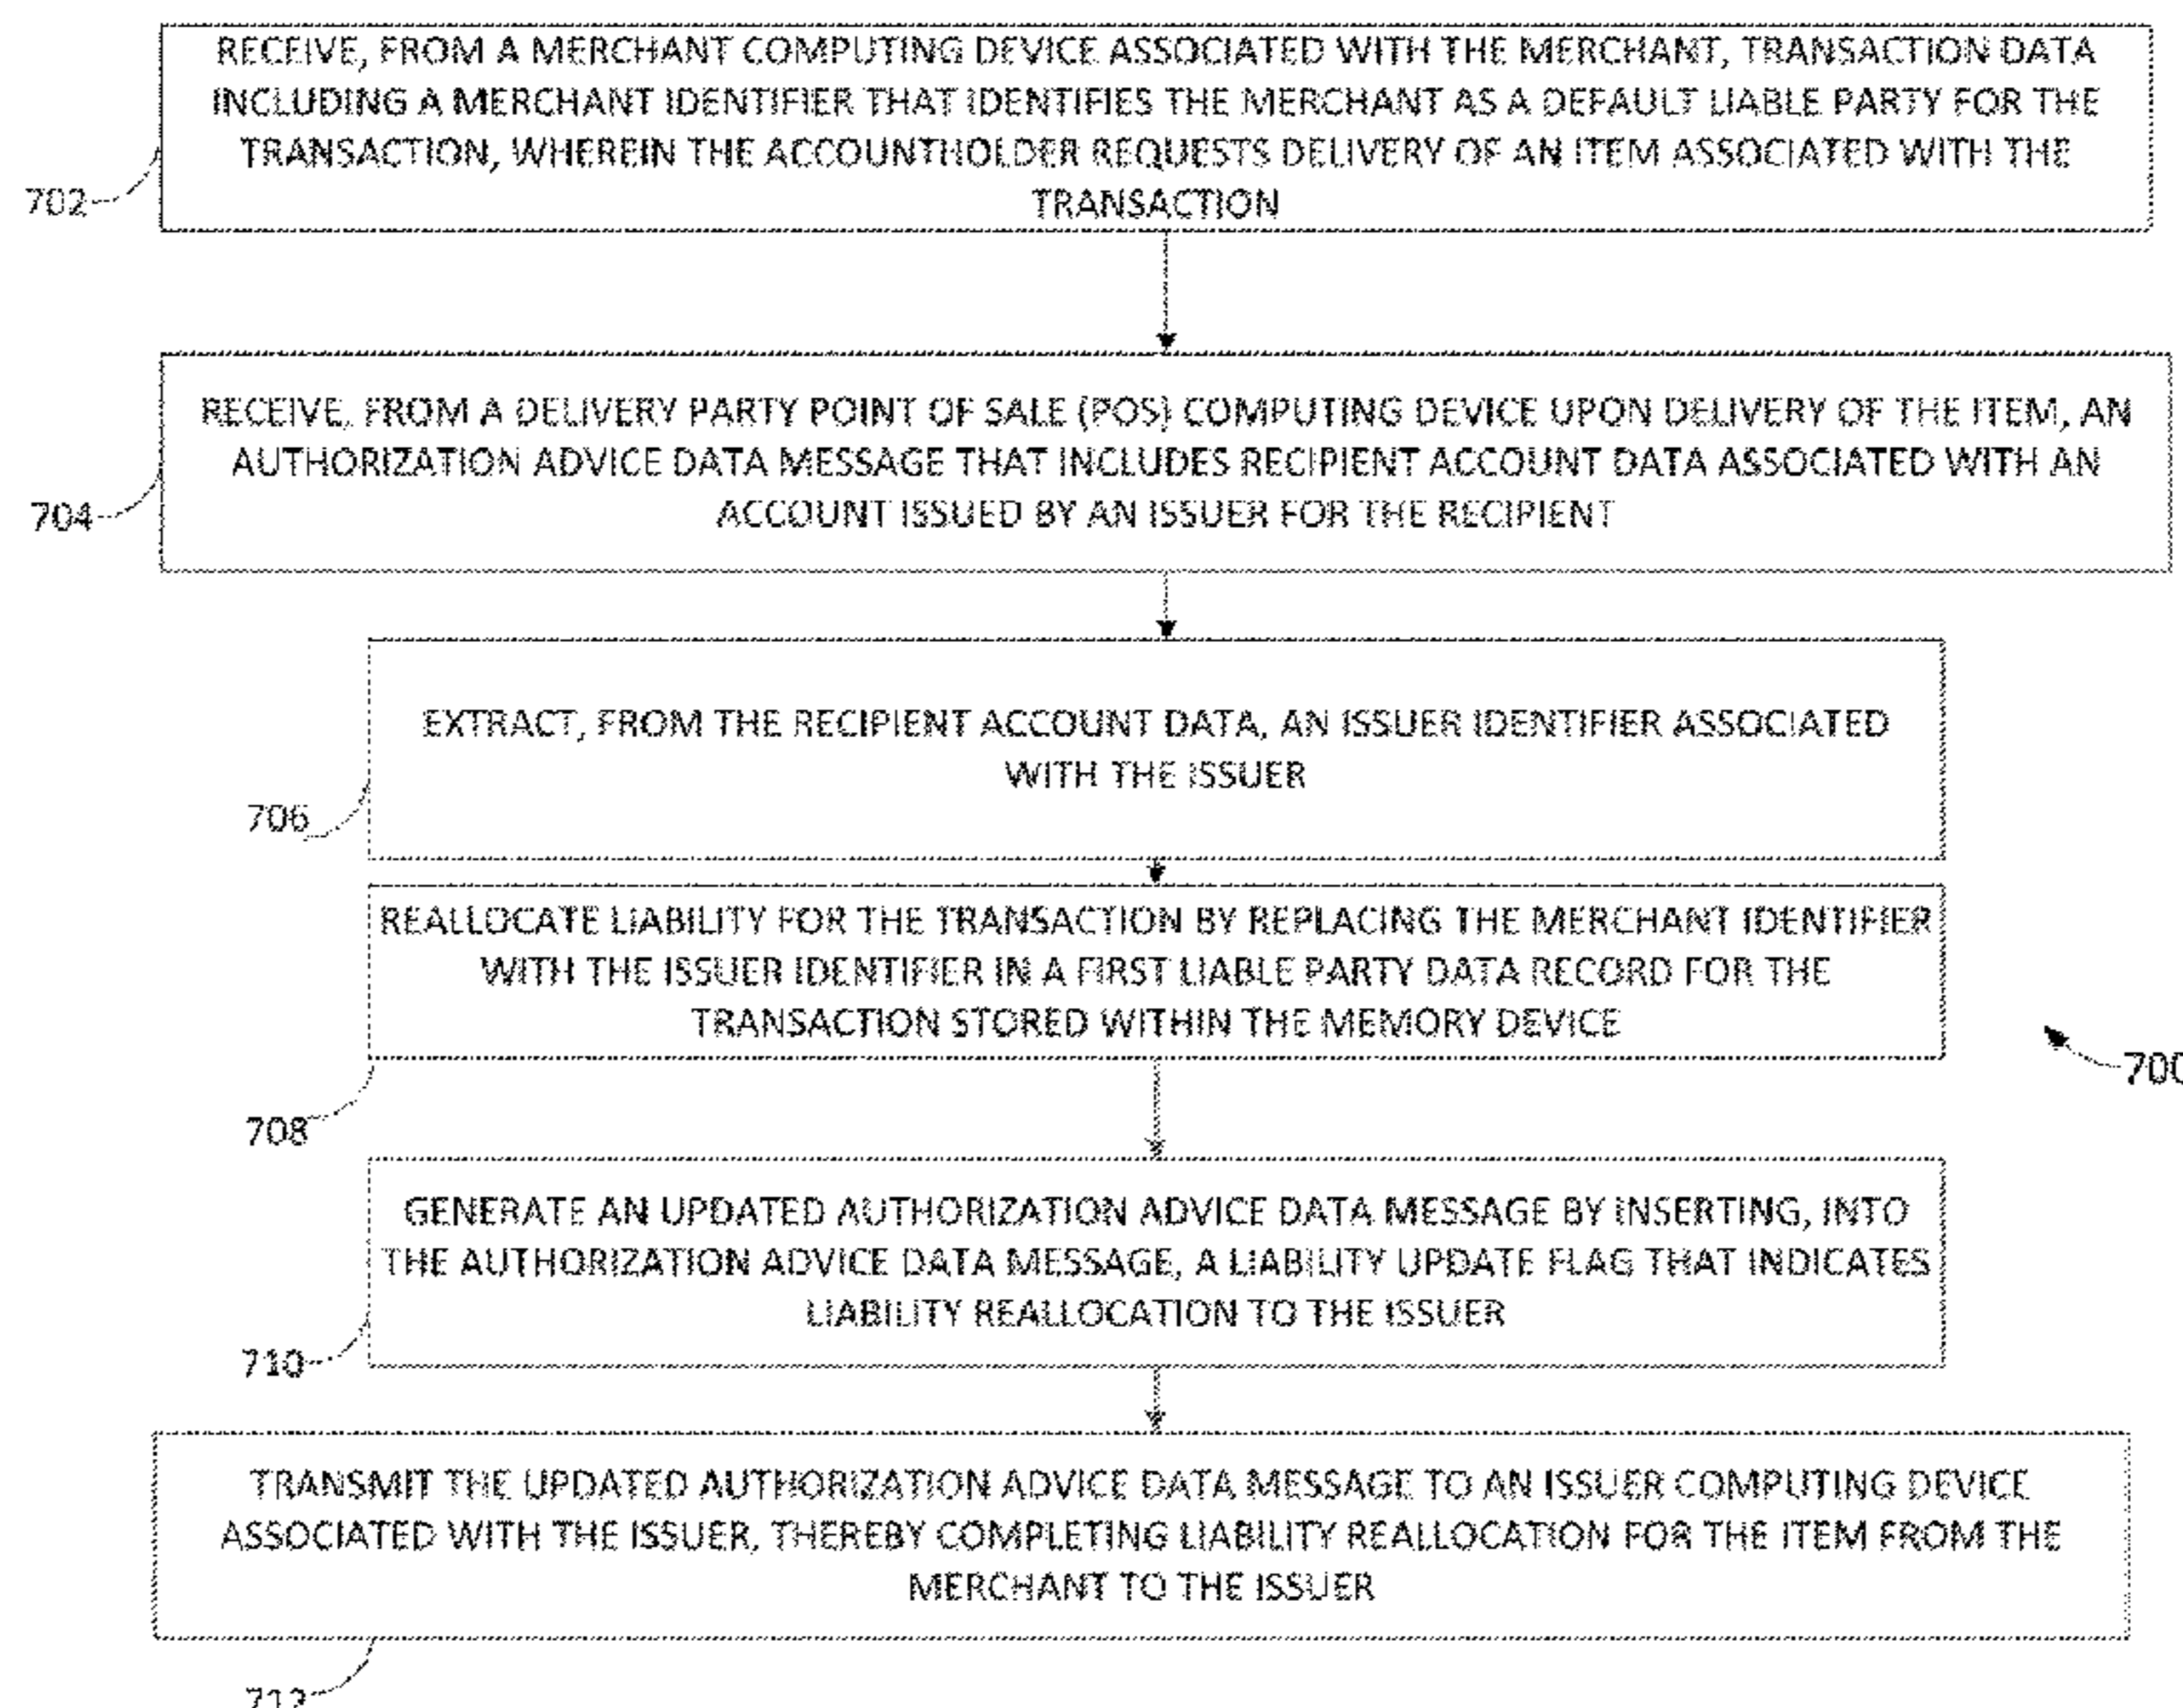 RECEIVE, FROM A MERCHANT COMPUTING DEVICE ASSOCIATED WITH THE MERCHANT, TRANSACTION DATA
INCLUDING A MERCHANT IDENTIFIER THAT IDENTIFIES THE MERCHANT AS A DEFAULT LIABLE PARTY FOR THE
TRANSACTION, WHEREIN THE ACCOUNTHOLDER REQUESTS DELIVERY OF AN ITEM ASSOCIATED WITH THE
TRANSACTION
702
RECEIVE, FROM A DELIVERY PARTY POINT OF SALE (POS) COMPUTING DEVICE UPON DELIVERY OF THE ITEM, AN
AUTHORIZATION ADVICE DATA MESSAGE THAT INCLUDES RECIPIENT ACCOUNT DATA ASSOCIATED WITH AN
ACCOUNT ISSUED BY AN ISSUER FOR THE RECIPIENT
704
EXTRACT, FROM THE RECIPIENT ACCOUNT DATA, AN ISSUER IDENTIFIER ASSOCIATED
WITH THE ISSUER
706
REALLOCATE LIABILITY FOR THE TRANSACTION BY REPLACING THE MERCHANT IDENTIFIER
WITH THE ISSUER IDENTIFIER IN A FIRST LIABLE PARTY DATA RECORD FOR THE
TRANSACTION STORED WITHIN THE MEMORY DEVICE
700
708
GENERATE AN UPDATED AUTHORIZATION ADVICE DATA MESSAGE BY INSERTING, INTO
THE AUTHORIZATION ADVICE DATA MESSAGE, A LIABILITY UPDATE FLAG THAT INDICATES
LIABILITY REALLOCATION TO THE ISSUER
710
TRANSMIT THE UPDATED AUTHORIZATION ADVICE DATA MESSAGE TO AN ISSUER COMPUTING DEVICE
ASSOCIATED WITH THE ISSUER, THEREBY COMPLETING LIABILITY REALLOCATION FOR THE ITEM FROM THE
MERCHANT TO THE ISSUER
712